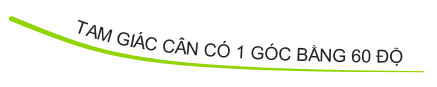 TAM GIÁC CÂN CÓ 1 GÓC BẰNG 60 ĐỘ